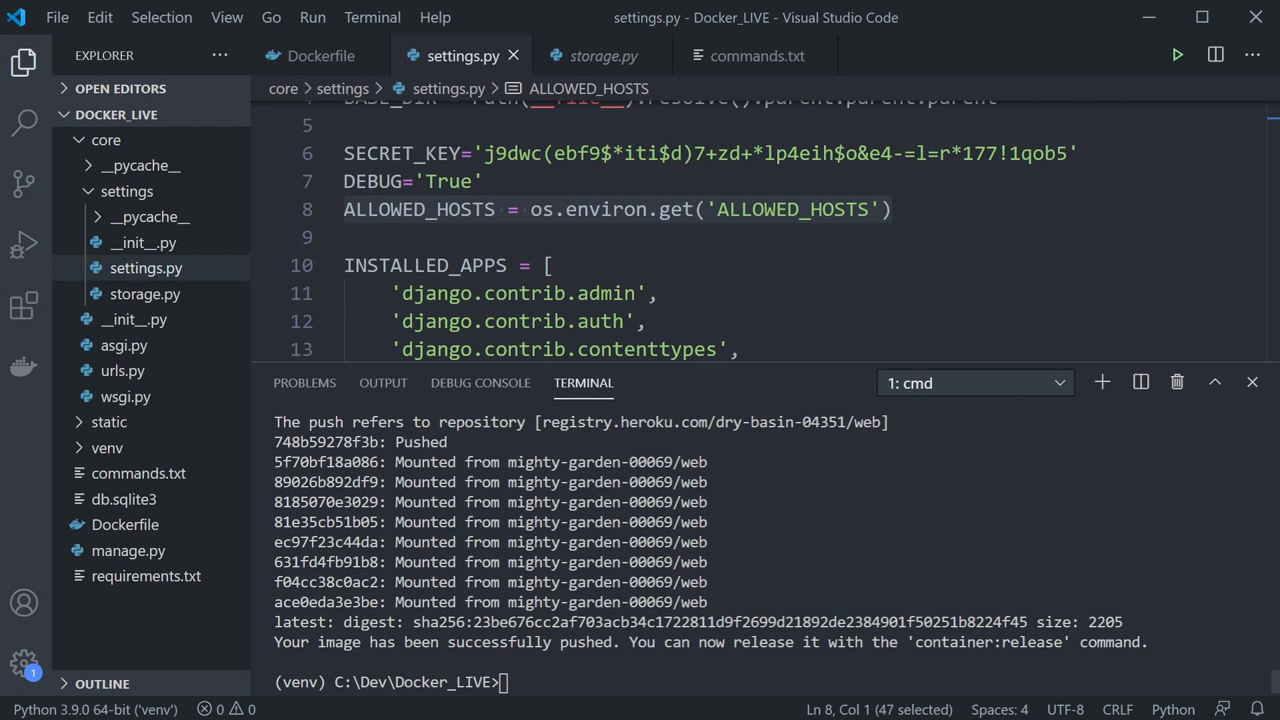 File Edit Selection View Go Run Terminal Help
settings.py - Docker_LIVE - Visual Studio Code
EXPLORER
OPEN EDITORS
DOCKER_LIVE
core
__pycache__
settings
__pycache__
__init__.py
settings.py
storage.py
__init__.py
asgi.py
urls.py
wsgi.py
static
venv
commands.txt
db.sqlite3
Dockerfile
manage.py
requirements.txt
OUTLINE
1
Dockerfile settings.py storage.py commands.txt
core settings settings.py ALLOWED_HOSTS
4 BASE_DIR = Path(__file__).resolve().parent.parent.parent
5
6 SECRET_KEY='j9dwc(ebf9$*iti$d)7+zd+*lp4eih$o&e4-=l=r*177!1qob5'
7 DEBUG='True'
8 ALLOWED_HOSTS = os.environ.get('ALLOWED_HOSTS')
9
10 INSTALLED_APPS = [
11 'django.contrib.admin',
12 'django.contrib.auth',
13 'django.contrib.contenttypes',
PROBLEMS OUTPUT DEBUG CONSOLE TERMINAL 1: cmd
The push refers to repository [registry.heroku.com/dry-basin-04351/web]
748b59278f3b: Pushed
5f70bf18a086: Mounted from mighty-garden-00069/web
89026b892df9: Mounted from mighty-garden-00069/web
8185070e3029: Mounted from mighty-garden-00069/web
81e35cb51b05: Mounted from mighty-garden-00069/web
ec97f23c44da: Mounted from mighty-garden-00069/web
631fd4fb91b8: Mounted from mighty-garden-00069/web
f04cc38c0ac2: Mounted from mighty-garden-00069/web
ace0eda3e3be: Mounted from mighty-garden-00069/web
latest: digest: sha256:23be676cc2af703acb34c1722811d9f2699d21892de2384901f50251b8224f45 size: 2205
Your image has been successfully pushed. You can now release it with the 'container:release' command.
(venv) C:\Dev\Docker_LIVE>
Python 3.9.0 64-bit ('venv') 0 0 Ln 8, Col 1 (47 selected) Spaces: 4 UTF-8 CRLF Python